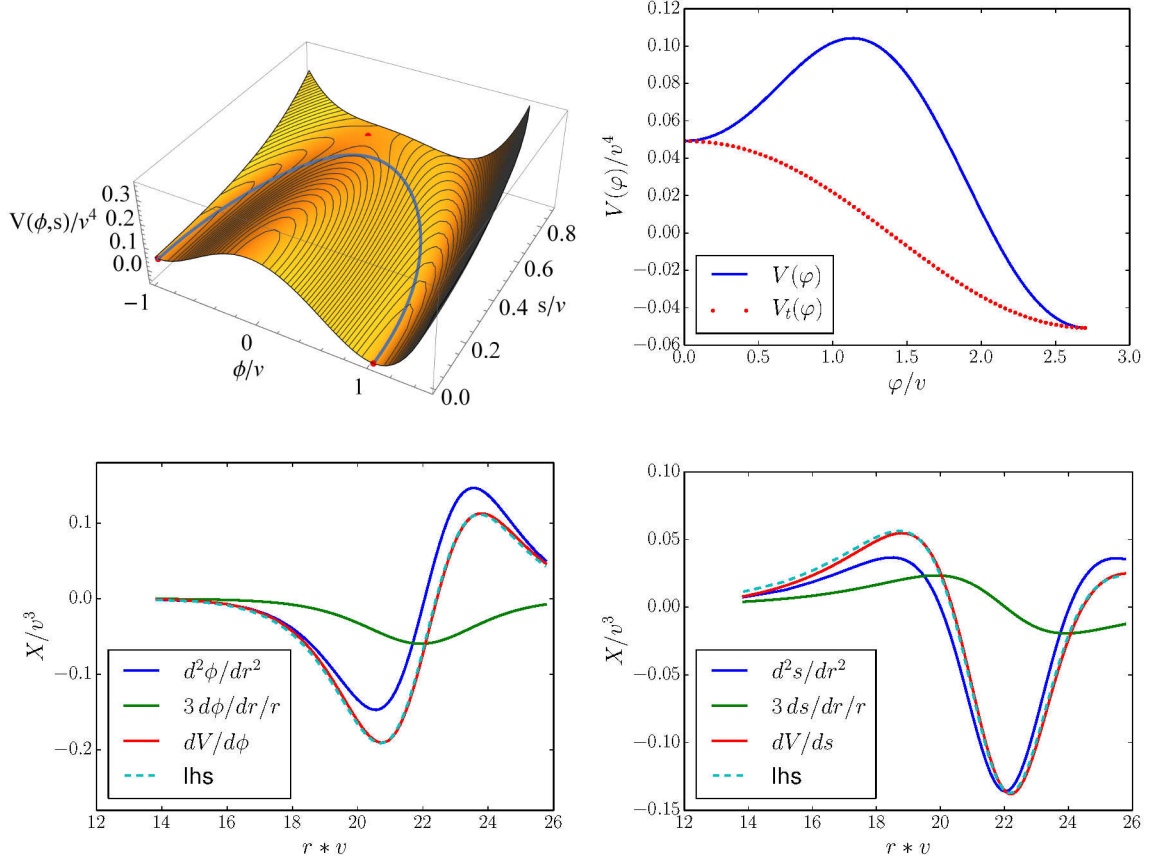 0.3
0.2
V(ϕ,s)/v⁴
0.1
0.0
−1
0
ϕ/v
1
0.0
0.2
0.4
s/v
0.6
0.8
0.12
0.10
0.08
0.06
0.04
0.02
0.00
−0.02
−0.04
−0.06
V(φ)/v⁴
V(φ)
V_t(φ)
0.0 0.5 1.0 1.5 2.0 2.5 3.0
φ/v
0.1
0.0
−0.1
−0.2
X/v³
d²ϕ/dr²
3 dϕ/dr/r
dV/dϕ
lhs
12 14 16 18 20 22 24 26
r * v
0.10
0.05
0.00
−0.05
−0.10
−0.15
X/v³
d²s/dr²
3 ds/dr/r
dV/ds
lhs
12 14 16 18 20 22 24 26
r * v